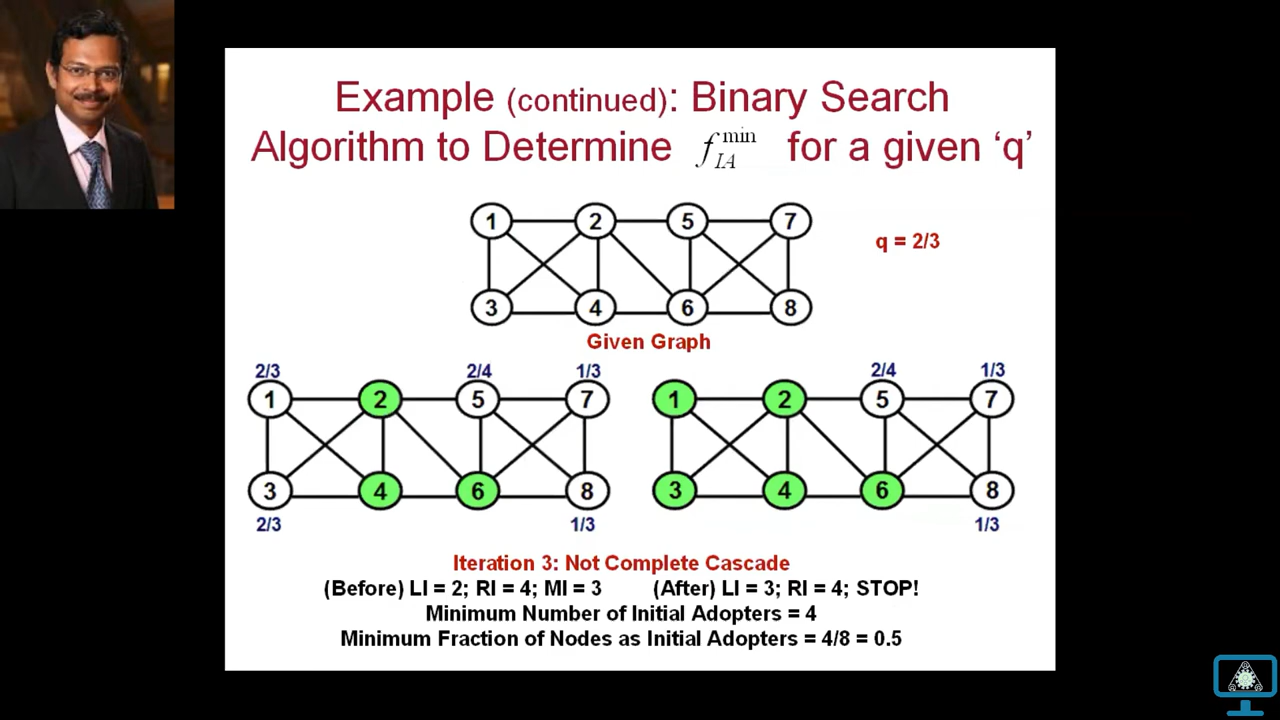 Example (continued): Binary Search
Algorithm to Determine f_IA^min for a given ‘q’
1 2 5 7
q = 2/3
3 4 6 8
Given Graph
2/3 2/4 1/3 2/4 1/3
1 2 5 7 1 2 5 7
3 4 6 8 3 4 6 8
2/3 1/3 1/3
Iteration 3: Not Complete Cascade
(Before) LI = 2; RI = 4; MI = 3 (After) LI = 3; RI = 4; STOP!
Minimum Number of Initial Adopters = 4
Minimum Fraction of Nodes as Initial Adopters = 4/8 = 0.5